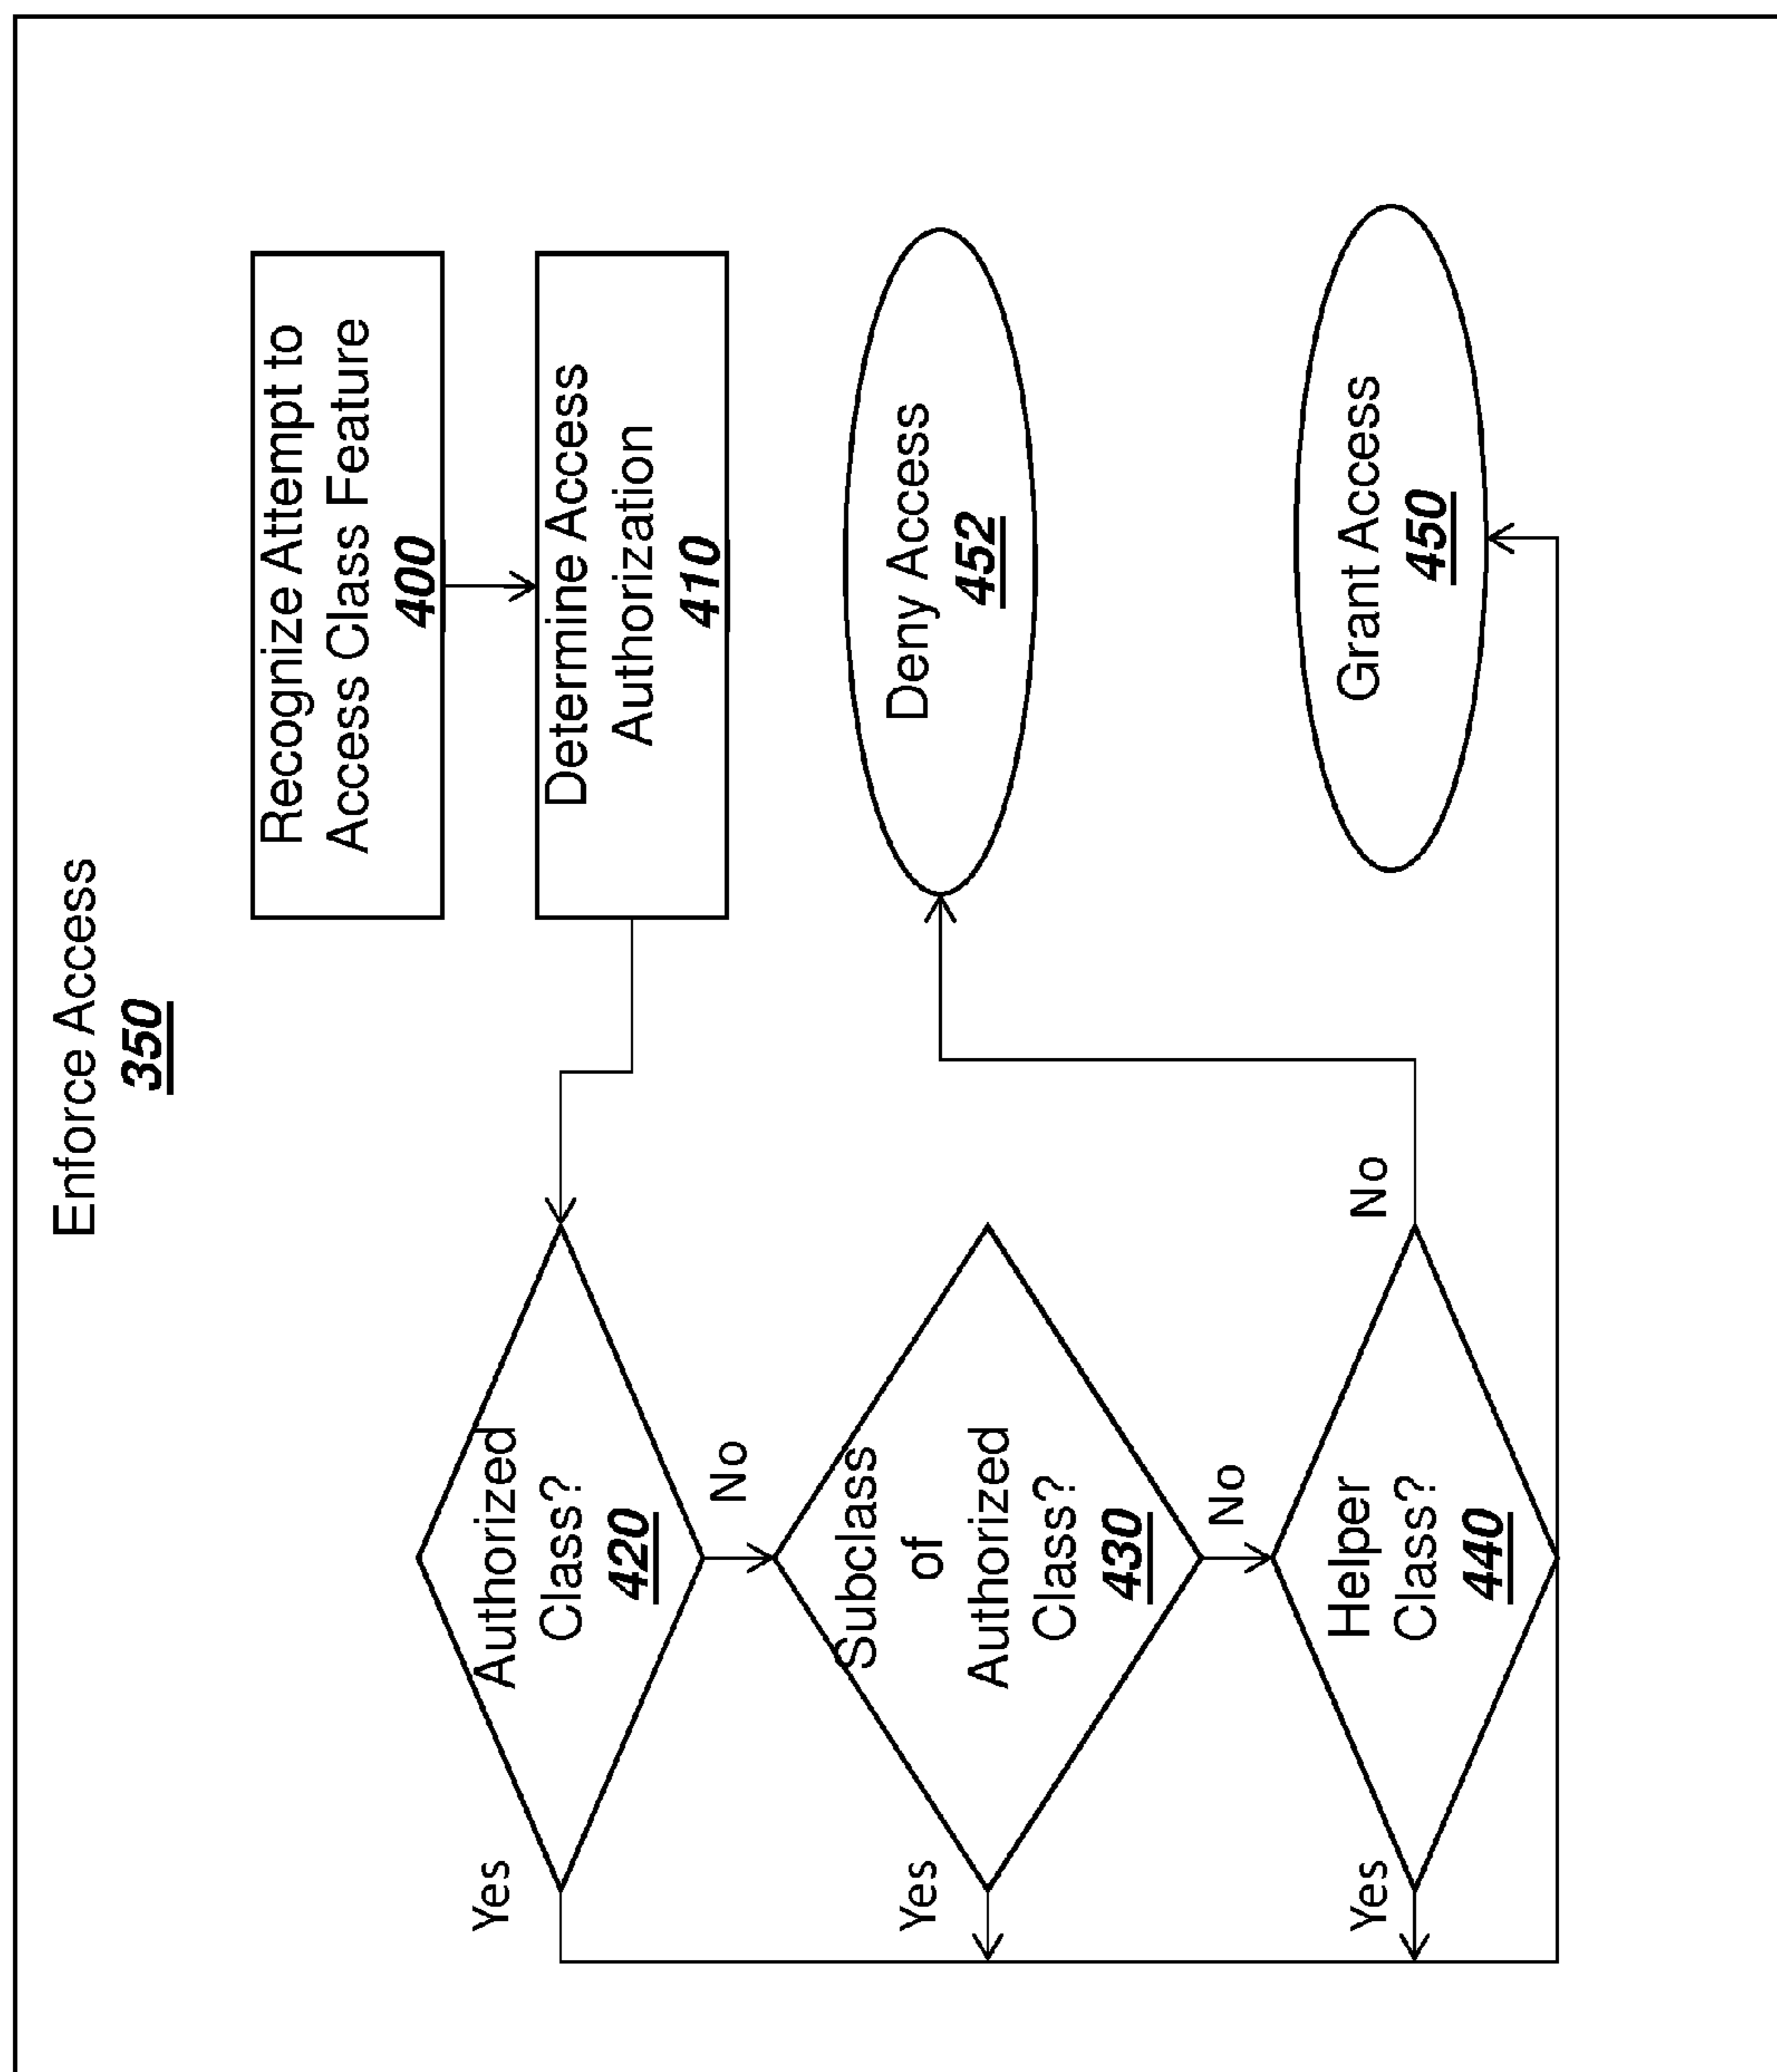 Enforce Access
350
Recognize Attempt to
Access Class Feature
400
Determine Access
Authorization
410
Authorized
Class?
420
Yes
No
Subclass
of
Authorized
Class?
430
Yes
No
Helper
Class?
440
Yes
No
Deny Access
452
Grant Access
450